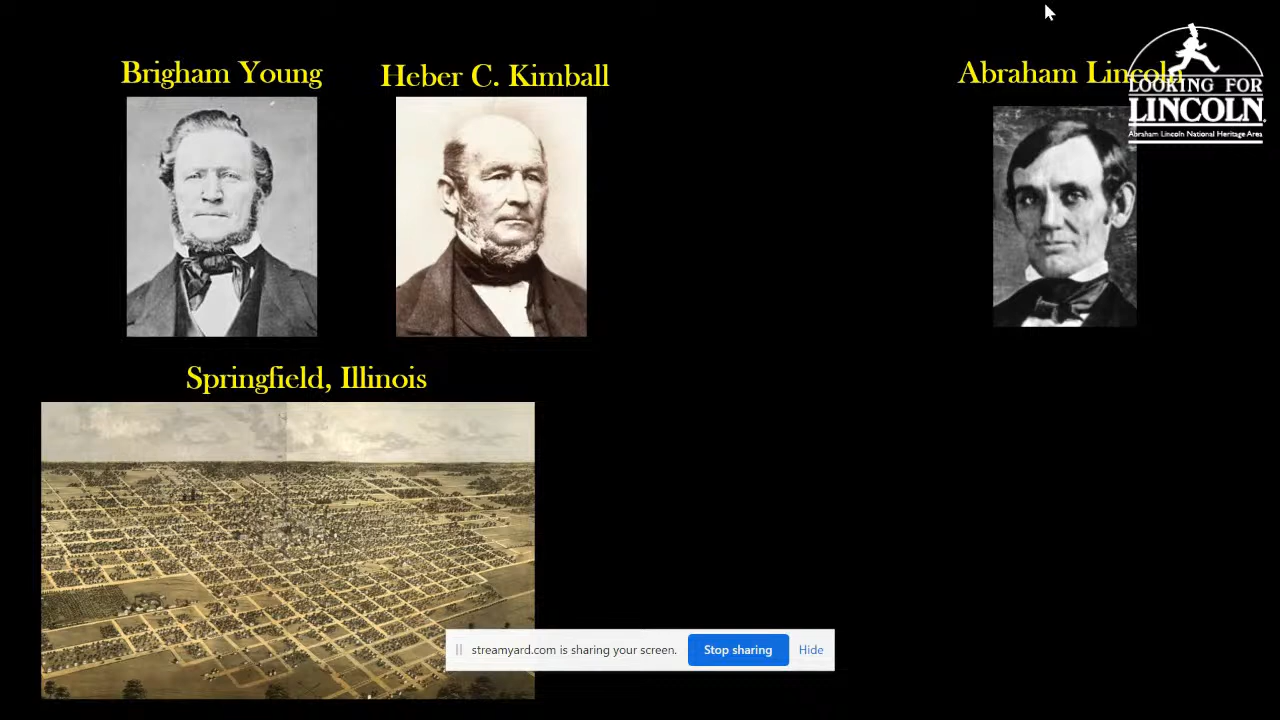 Brigham Young
Heber C. Kimball
Abraham Lincoln
LOOKING FOR
LINCOLN
Abraham Lincoln National Heritage Area
Springfield, Illinois
streamyard.com is sharing your screen.
Stop sharing
Hide